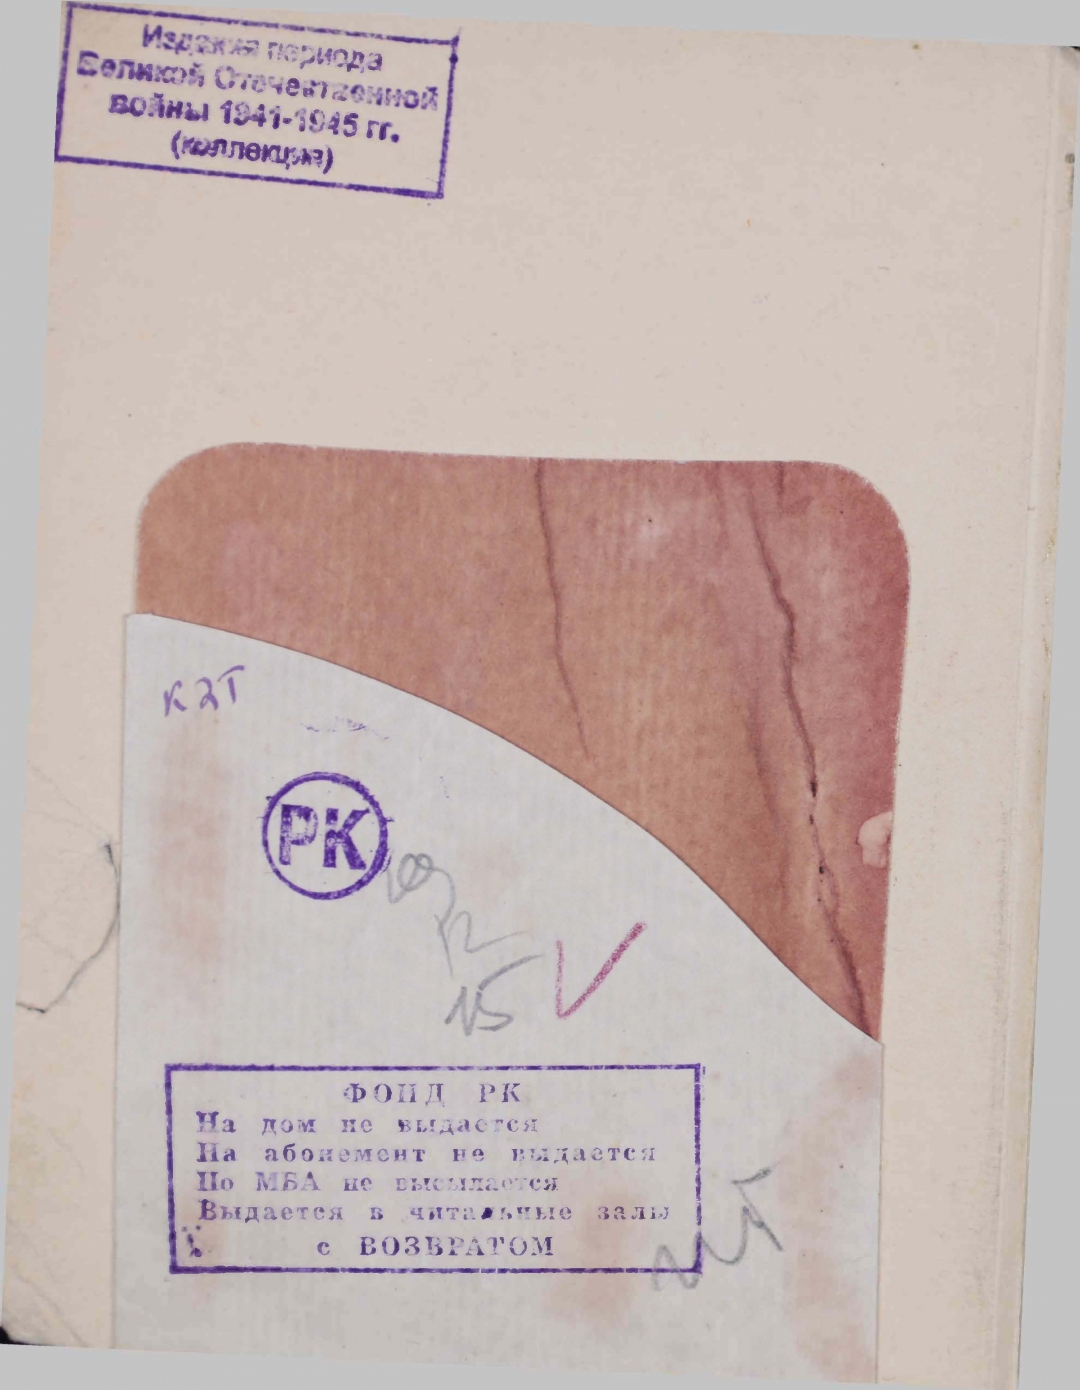 Издания периода
Великой Отечественной
войны 1941-1945 гг.
(коллекция)
РК
15
ФОНД РК
На дом не выдается
На абонемент не выдается
По МБА не высылается
Выдается в читальные залы
с ВОЗВРАТОМ